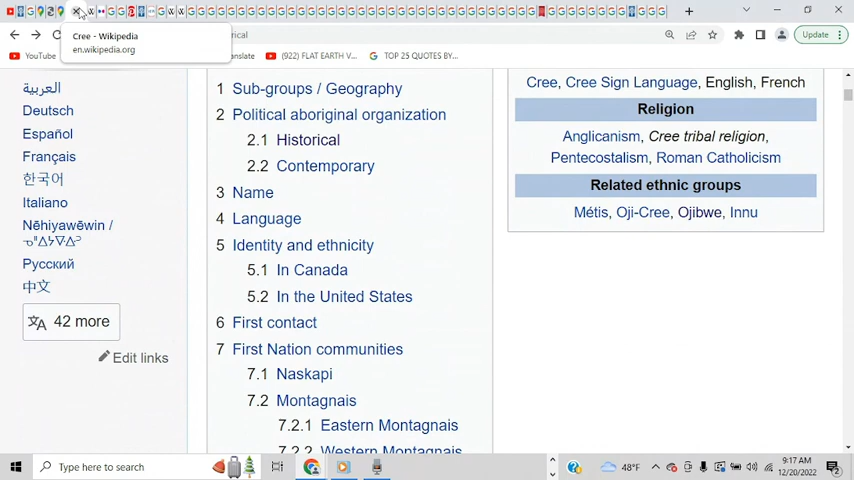 Cree - Wikipedia
en.wikipedia.org
Update
YouTube
(922) FLAT EARTH V...
TOP 25 QUOTES BY...
العربية
Deutsch
Español
Français
한국어
Italiano
Nēhiyawēwin /
Русский
中文
42 more
Edit links
1 Sub-groups / Geography
2 Political aboriginal organization
2.1 Historical
2.2 Contemporary
3 Name
4 Language
5 Identity and ethnicity
5.1 In Canada
5.2 In the United States
6 First contact
7 First Nation communities
7.1 Naskapi
7.2 Montagnais
7.2.1 Eastern Montagnais
7.2.2 Western Montagnais
Cree, Cree Sign Language, English, French
Religion
Anglicanism, Cree tribal religion,
Pentecostalism, Roman Catholicism
Related ethnic groups
Métis, Oji-Cree, Ojibwe, Innu
Type here to search
48°F
9:17 AM
12/20/2022